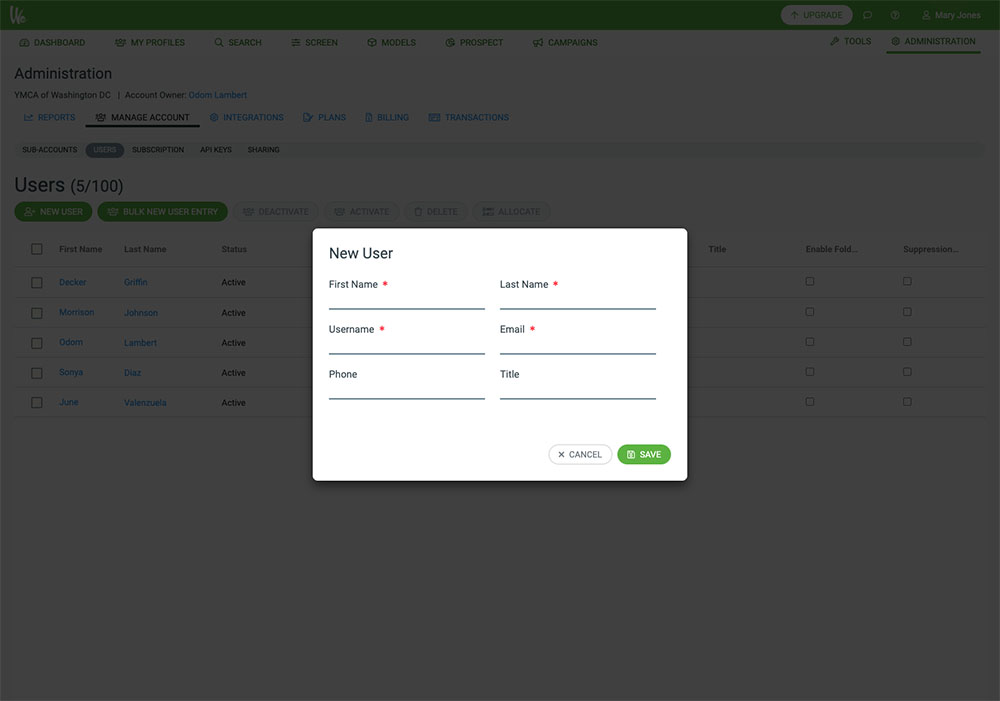 We UPGRADE Mary Jones
DASHBOARD MY PROFILES SEARCH SCREEN MODELS PROSPECT CAMPAIGNS TOOLS ADMINISTRATION
Administration
YMCA of Washington DC | Account Owner: Odom Lambert
REPORTS MANAGE ACCOUNT INTEGRATIONS PLANS BILLING TRANSACTIONS
SUB-ACCOUNTS USERS SUBSCRIPTION API KEYS SHARING
Users (5/100)
NEW USER BULK NEW USER ENTRY DEACTIVATE ACTIVATE DELETE ALLOCATE
First Name Last Name Status Title Enable Fold... Suppression...
Decker Griffin Active
Morrison Johnson Active
Odom Lambert Active
Sonya Diaz Active
June Valenzuela Active
New User
First Name * Last Name *
Username * Email *
Phone Title
CANCEL SAVE